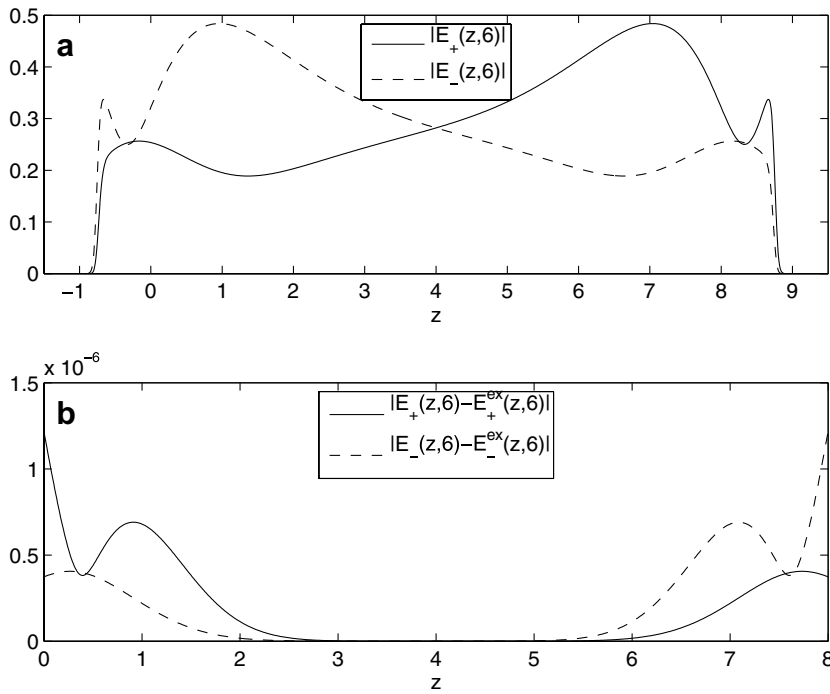 a
|E₊(z,6)|
|E₋(z,6)|
0.5
0.4
0.3
0.2
0.1
0
−1 0 1 2 3 4 5 6 7 8 9
z
x 10⁻⁶
b
|E₊(z,6)−E₊ᵉˣ(z,6)|
|E₋(z,6)−E₋ᵉˣ(z,6)|
1.5
1
0.5
0
0 1 2 3 4 5 6 7 8
z